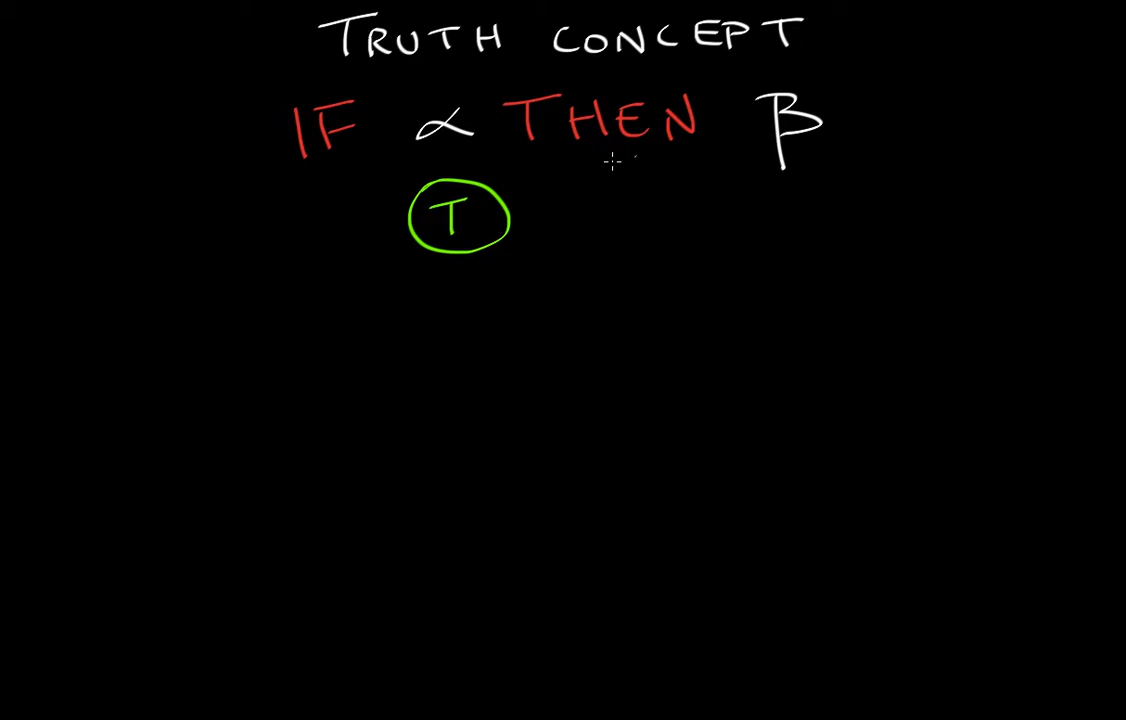 TRUTH CONCEPT
IF α THEN β
T